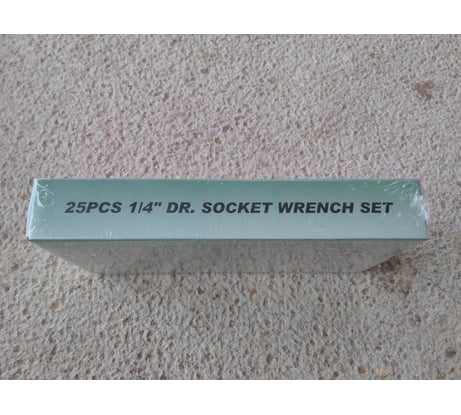 25PCS 1/4" DR. SOCKET WRENCH SET